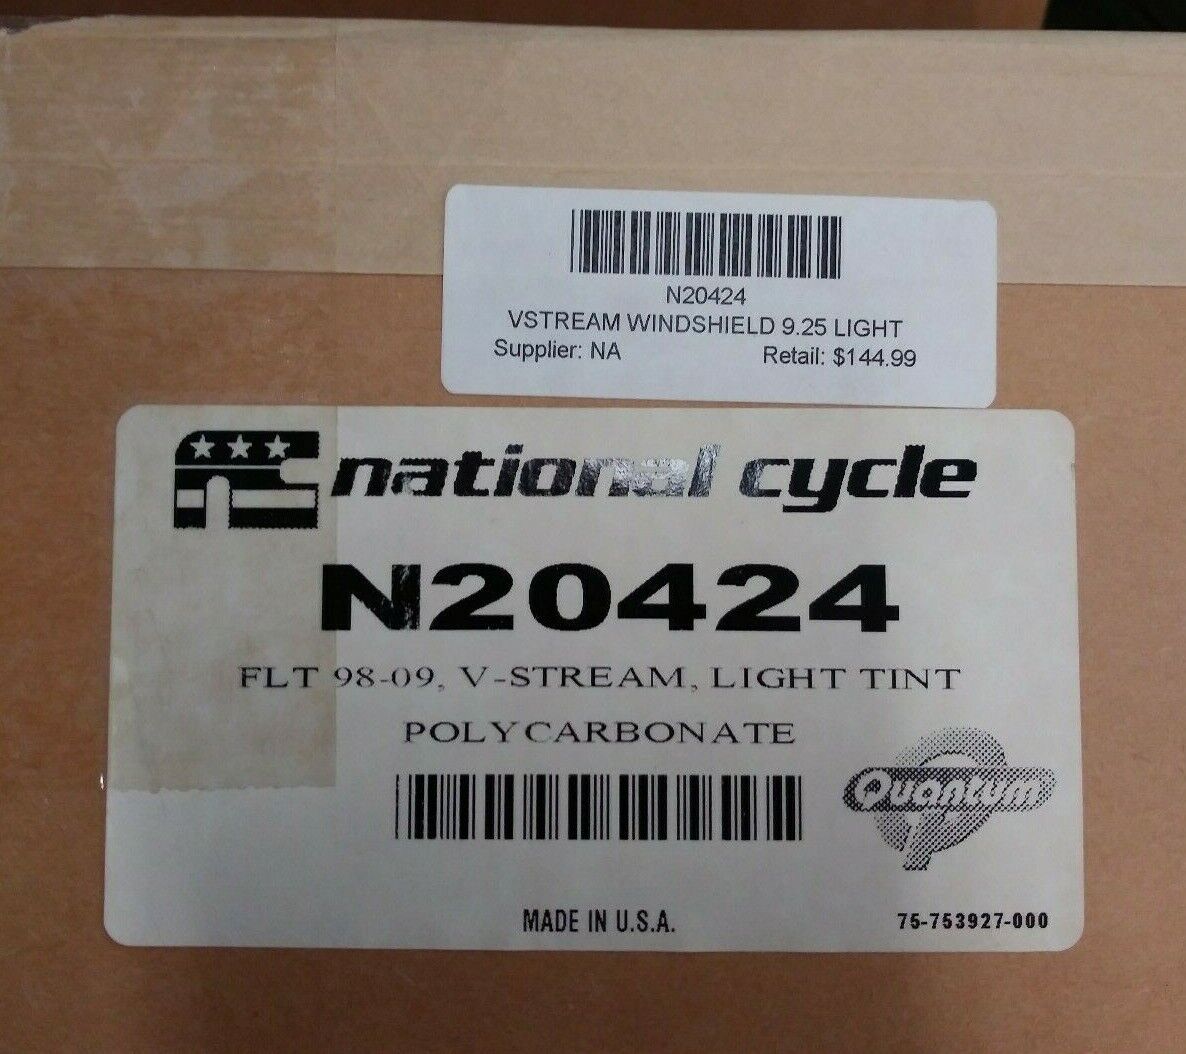 N20424
VSTREAM WINDSHIELD 9.25 LIGHT
Supplier: NA Retail: $144.99
national cycle
N20424
FLT 98-09, V-STREAM, LIGHT TINT
POLYCARBONATE
Quantum
MADE IN U.S.A. 75-753927-000